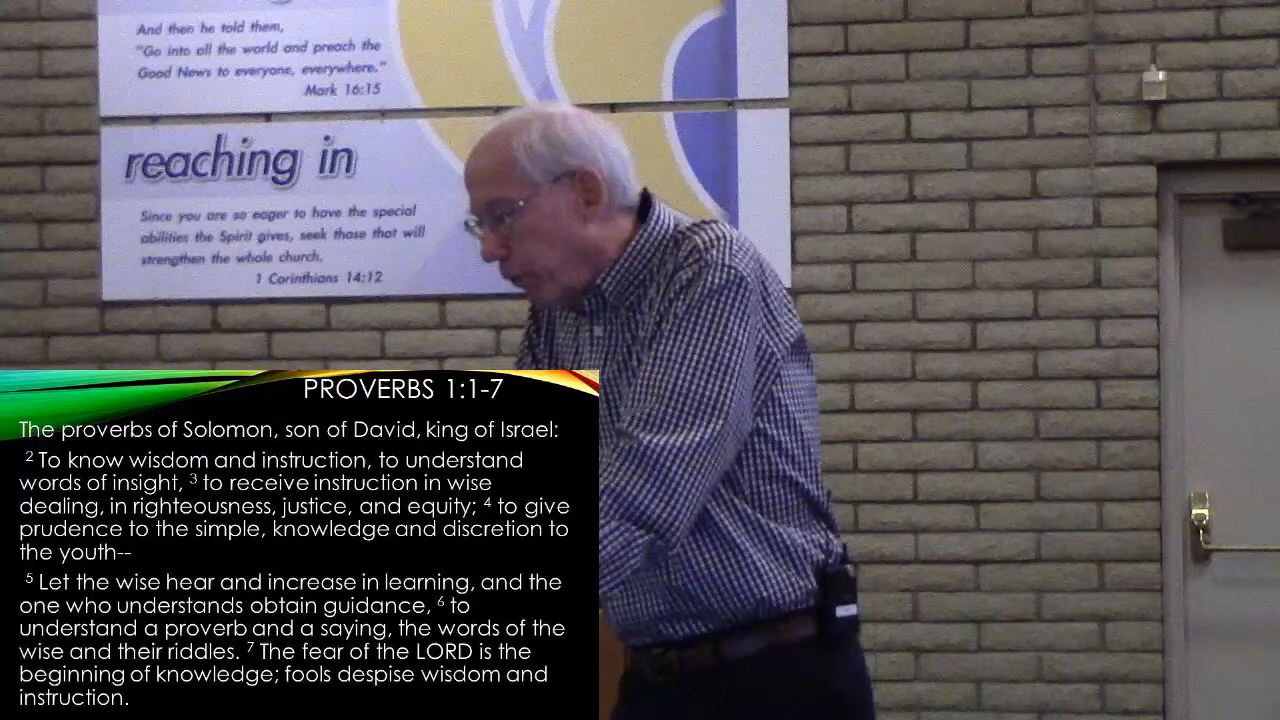 And then he told them,
"Go into all the world and preach the
Good News to everyone, everywhere."
Mark 16:15
reaching in
Since you are so eager to have the special
abilities the Spirit gives, seek those that will
strengthen the whole church.
1 Corinthians 14:12
PROVERBS 1:1-7
The proverbs of Solomon, son of David, king of Israel:
2 To know wisdom and instruction, to understand
words of insight, 3 to receive instruction in wise
dealing, in righteousness, justice, and equity; 4 to give
prudence to the simple, knowledge and discretion to
the youth--
5 Let the wise hear and increase in learning, and the
one who understands obtain guidance, 6 to
understand a proverb and a saying, the words of the
wise and their riddles. 7 The fear of the LORD is the
beginning of knowledge; fools despise wisdom and
instruction.